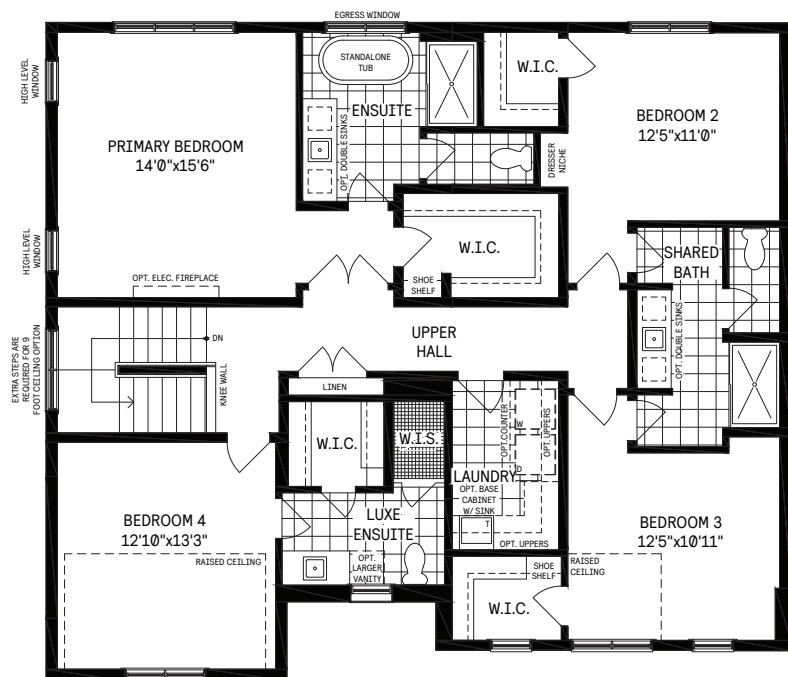 EGRESS WINDOW
HIGH LEVEL
WINDOW
STANDALONE
TUB
W.I.C.
ENSUITE
BEDROOM 2
12'5"x11'0"
PRIMARY BEDROOM
14'0"x15'6"
OPT. DOUBLE SINKS
DRESSER
NICHE
HIGH LEVEL
WINDOW
W.I.C.
SHARED
BATH
OPT. ELEC. FIREPLACE
SHOE
SHELF
EXTRA STEPS ARE
REQUIRED FOR 9
FOOT CEILING OPTION
DN
UPPER
HALL
OPT. DOUBLE SINKS
KNEE WALL
LINEN
W.I.C.
W.I.S.
OPT. COUNTER
W
D
OPT. UPPERS
LAUNDRY
OPT. BASE
CABINET
W/ SINK
T
OPT. UPPERS
LUXE
ENSUITE
BEDROOM 4
12'10"x13'3"
RAISED CEILING
OPT.
LARGER
VANITY
BEDROOM 3
12'5"x10'11"
SHOE
SHELF
RAISED
CEILING
W.I.C.